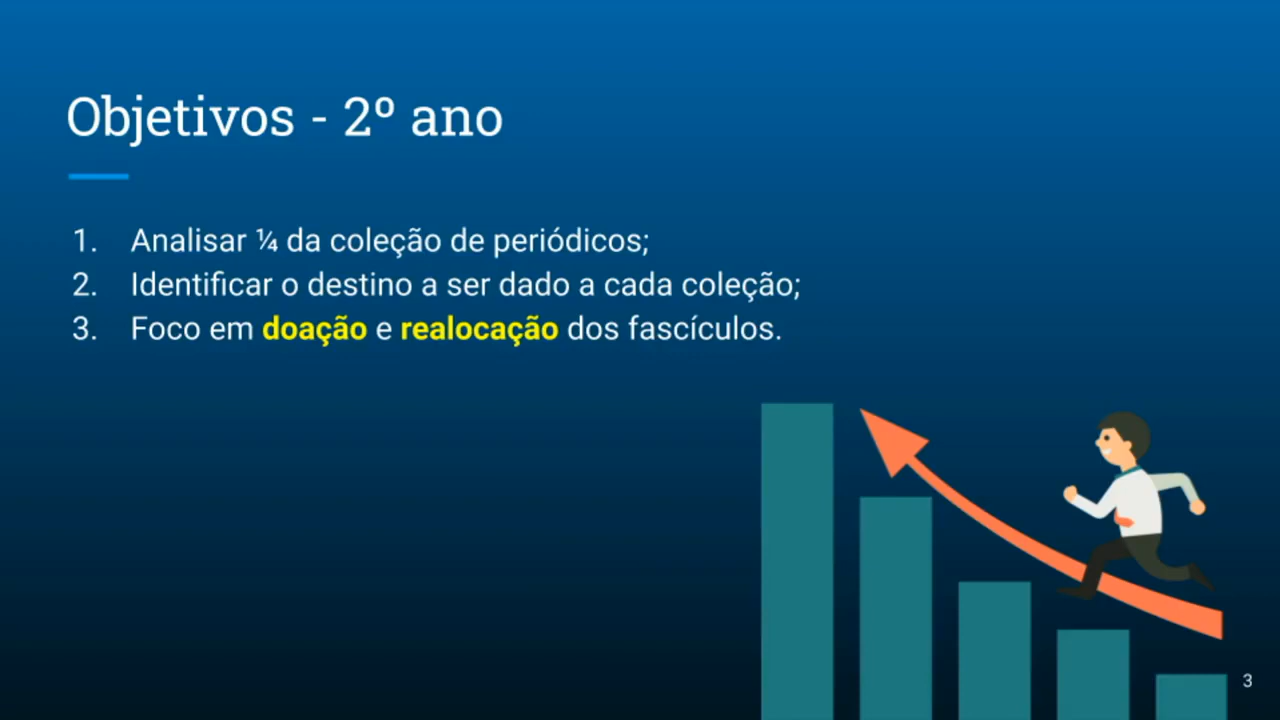 Objetivos - 2º ano
1. Analisar ¼ da coleção de periódicos;
2. Identificar o destino a ser dado a cada coleção;
3. Foco em doação e realocação dos fascículos.
3